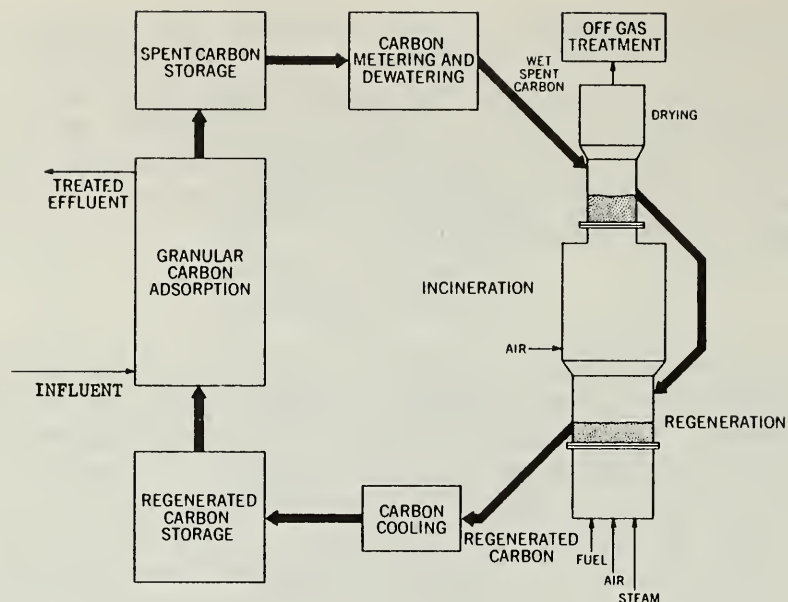 SPENT CARBON
STORAGE
CARBON
METERING AND
DEWATERING
WET
SPENT
CARBON
OFF GAS
TREATMENT
DRYING
TREATED
EFFLUENT
GRANULAR
CARBON
ADSORPTION
INCINERATION
AIR
INFLUENT
REGENERATION
REGENERATED
CARBON
STORAGE
CARBON
COOLING
REGENERATED
CARBON
FUEL
AIR
STEAM